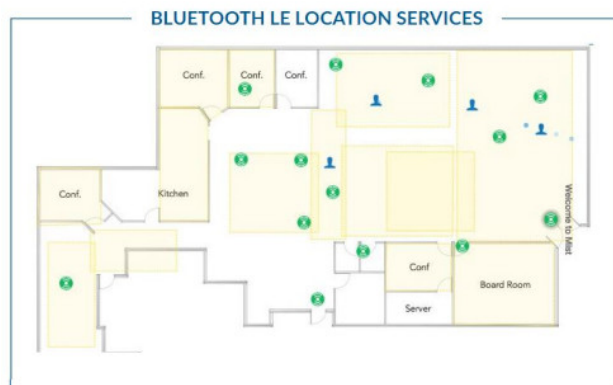 BLUETOOTH LE LOCATION SERVICES
Conf.
Conf.
Conf.
Conf.
Kitchen
Welcome to Mist
Conf
Board Room
Server